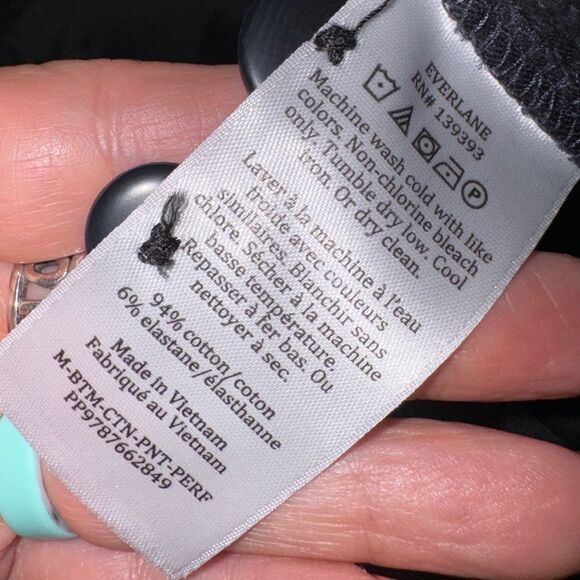 EVERLANE
RN# 139393
Machine wash cold with like
colors. Non-chlorine bleach
only. Tumble dry low. Cool
iron. Or dry clean.
Laver à la machine à l'eau
froide avec couleurs
similaires. Blanchir sans
chlore. Sécher à la machine
basse température.
Repasser à fer bas. Ou
nettoyer à sec.
94% cotton/coton
6% elastane/élasthanne
Made in Vietnam
Fabriqué au Vietnam
M-BTM-CTN-PNT-PERF
PP9787662849